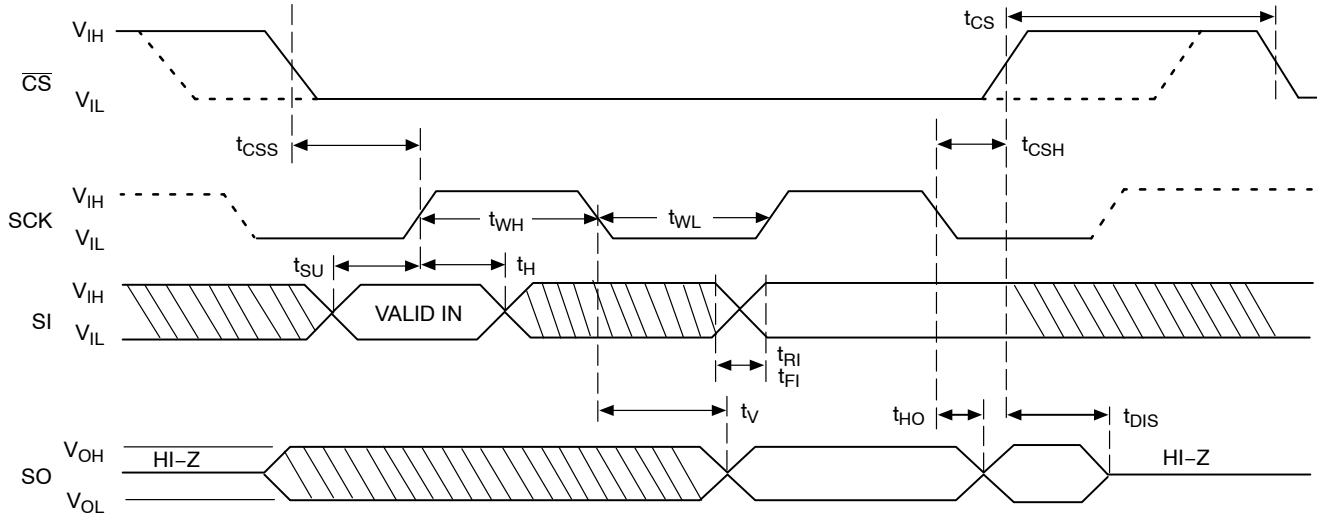 VIH
tCS
CS
VIL
tCSS
tCSH
VIH
SCK
tWH
tWL
VIL
tSU
tH
VIH
SI
VALID IN
VIL
tRI
tFI
tV
tHO
tDIS
VOH
HI–Z
HI–Z
SO
VOL